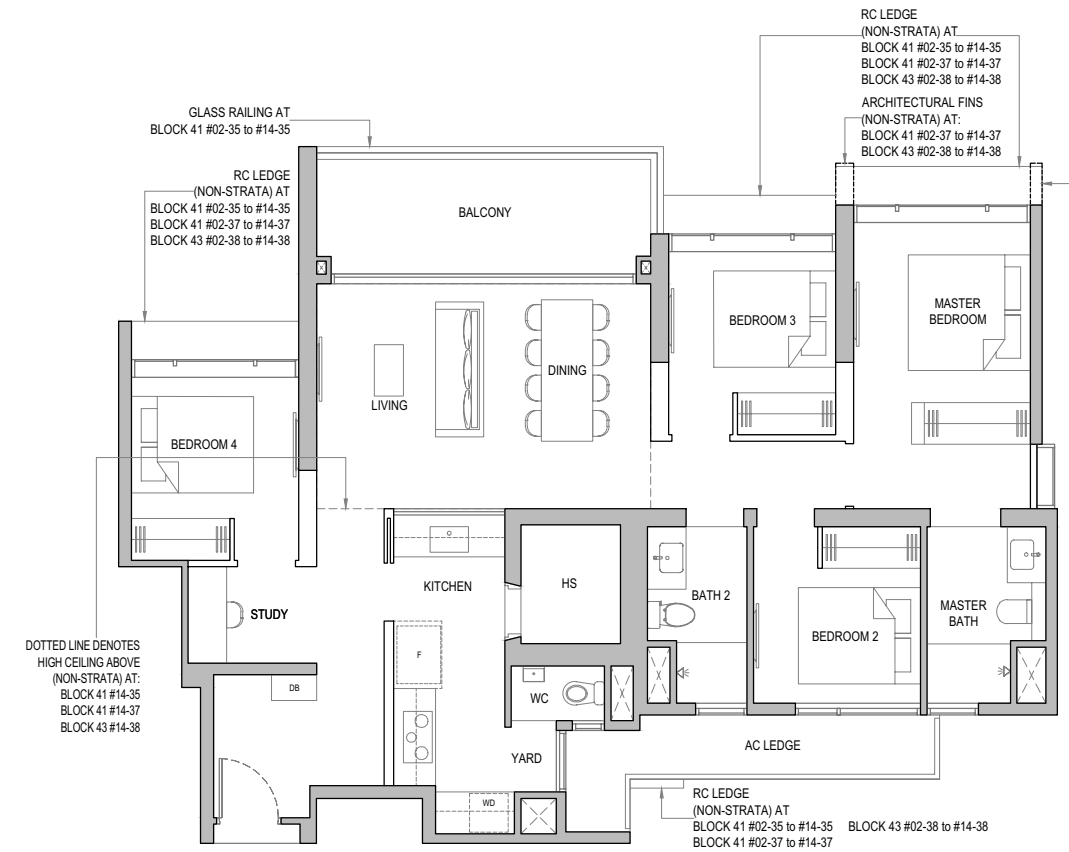 RC LEDGE
(NON-STRATA) AT
BLOCK 41 #02-35 to #14-35
BLOCK 41 #02-37 to #14-37
BLOCK 43 #02-38 to #14-38
ARCHITECTURAL FINS
(NON-STRATA) AT:
BLOCK 41 #02-37 to #14-37
BLOCK 43 #02-38 to #14-38
GLASS RAILING AT
BLOCK 41 #02-35 to #14-35
RC LEDGE
(NON-STRATA) AT
BLOCK 41 #02-35 to #14-35
BLOCK 41 #02-37 to #14-37
BLOCK 43 #02-38 to #14-38
BALCONY
MASTER
BEDROOM
BEDROOM 3
DINING
LIVING
BEDROOM 4
KITCHEN
HS
BATH 2
STUDY
MASTER
BATH
BEDROOM 2
DOTTED LINE DENOTES
HIGH CEILING ABOVE
(NON-STRATA) AT:
BLOCK 41 #14-35
BLOCK 41 #14-37
BLOCK 43 #14-38
F
DB
WC
YARD
AC LEDGE
WD
RC LEDGE
(NON-STRATA) AT
BLOCK 41 #02-35 to #14-35 BLOCK 43 #02-38 to #14-38
BLOCK 41 #02-37 to #14-37